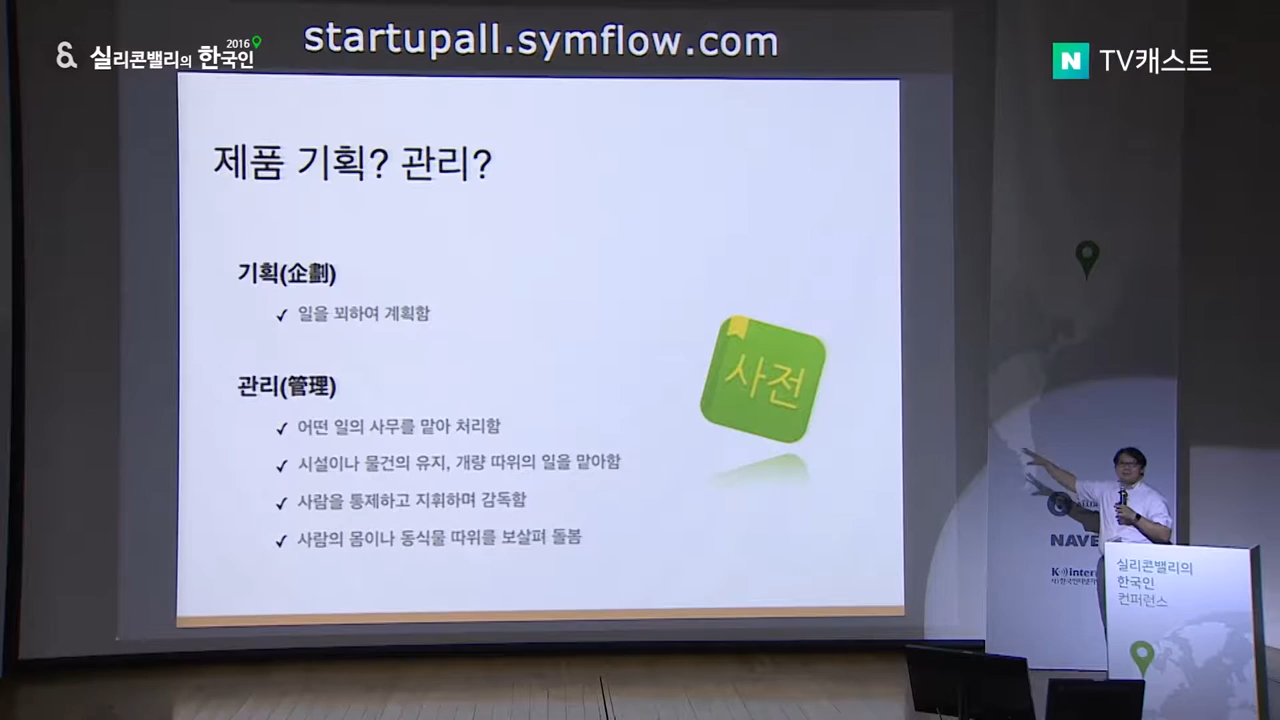 startupall.symflow.com
&
실리콘밸리의 한국인
2016
N TV캐스트
제품 기획? 관리?
기획(企劃)
✓ 일을 꾀하여 계획함
관리(管理)
✓ 어떤 일의 사무를 맡아 처리함
✓ 시설이나 물건의 유지, 개량 따위의 일을 맡아함
✓ 사람을 통제하고 지휘하며 감독함
✓ 사람의 몸이나 동식물 따위를 보살펴 돌봄
사전
NAVE
실리콘밸리의
한국인
컨퍼런스